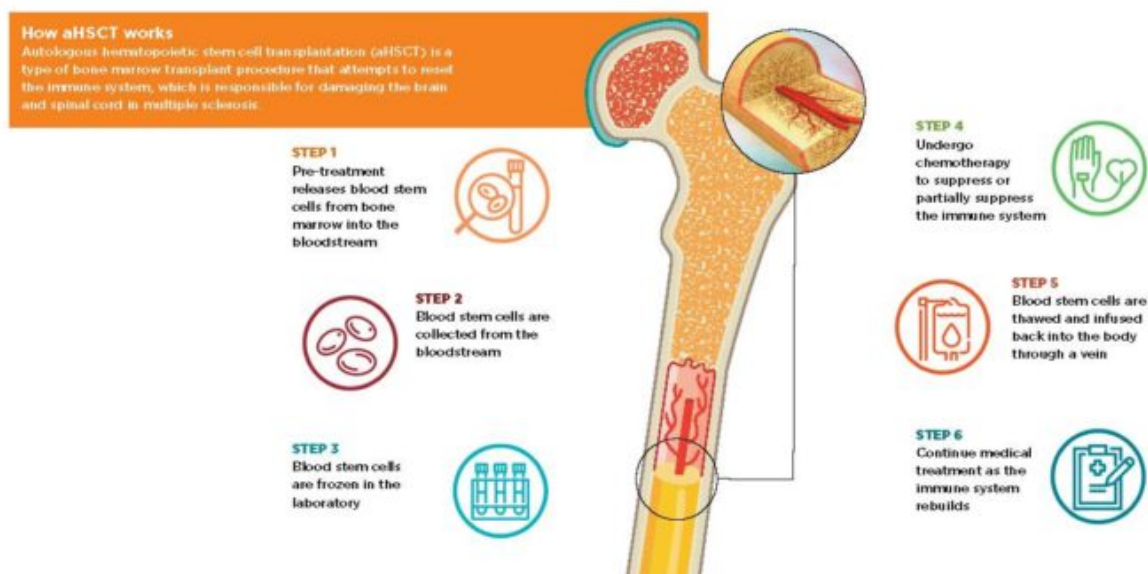 How aHSCT works
Autologous hematopoietic stem cell transplantation (aHSCT) is a
type of bone marrow transplant procedure that attempts to reset
the immune system, which is responsible for damaging the brain
and spinal cord in multiple sclerosis.
STEP 1
Pre-treatment
releases blood stem
cells from bone
marrow into the
bloodstream
STEP 2
Blood stem cells are
collected from the
bloodstream
STEP 3
Blood stem cells
are frozen in the
laboratory
STEP 4
Undergo
chemotherapy
to suppress or
partially suppress
the immune system
STEP 5
Blood stem cells are
thawed and infused
back into the body
through a vein
STEP 6
Continue medical
treatment as the
immune system
rebuilds